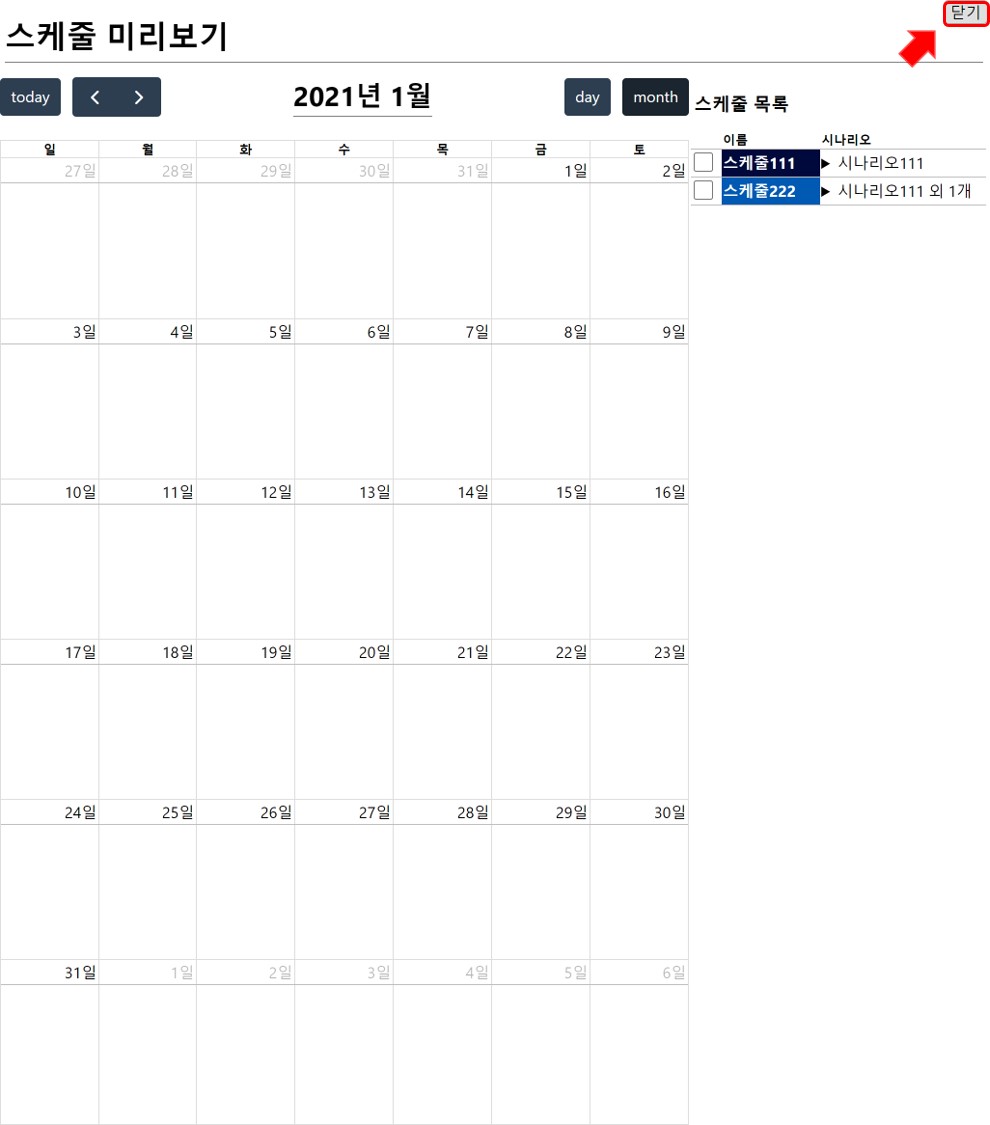 닫기
스케줄 미리보기
today 2021년 1월 day month
스케줄 목록
이름 시나리오
스케줄111 ▶ 시나리오111
스케줄222 ▶ 시나리오111 외 1개
일 월 화 수 목 금 토
27일 28일 29일 30일 31일 1일 2일
3일 4일 5일 6일 7일 8일 9일
10일 11일 12일 13일 14일 15일 16일
17일 18일 19일 20일 21일 22일 23일
24일 25일 26일 27일 28일 29일 30일
31일 1일 2일 3일 4일 5일 6일